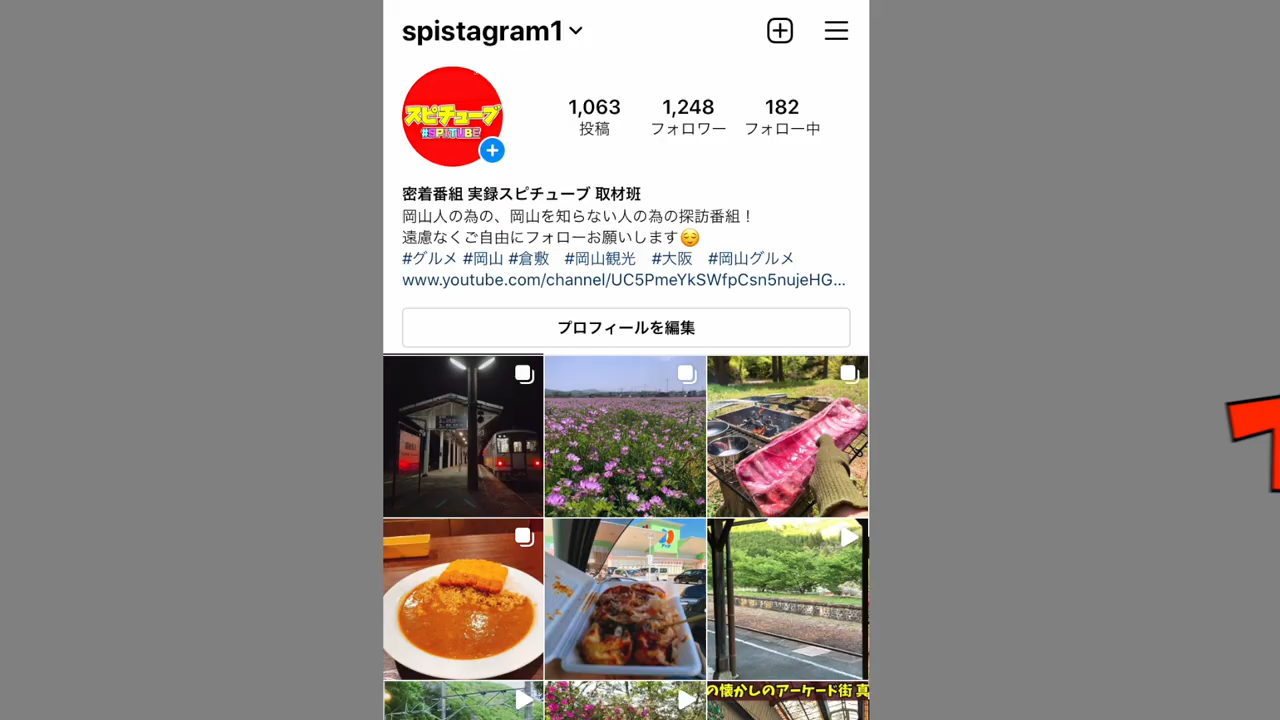 spistagram1
スピチューブ
#SPITUBE
1,063
投稿
1,248
フォロワー
182
フォロー中
密着番組 実録スピチューブ 取材班
岡山人の為の、岡山を知らない人の為の探訪番組！
遠慮なくご自由にフォローお願いします😌
#グルメ #岡山 #倉敷　#岡山観光　#大阪　#岡山グルメ
www.youtube.com/channel/UC5PmeYkSWfpCsn5nujeHG...
プロフィールを編集
の懐かしのアーケード街 真